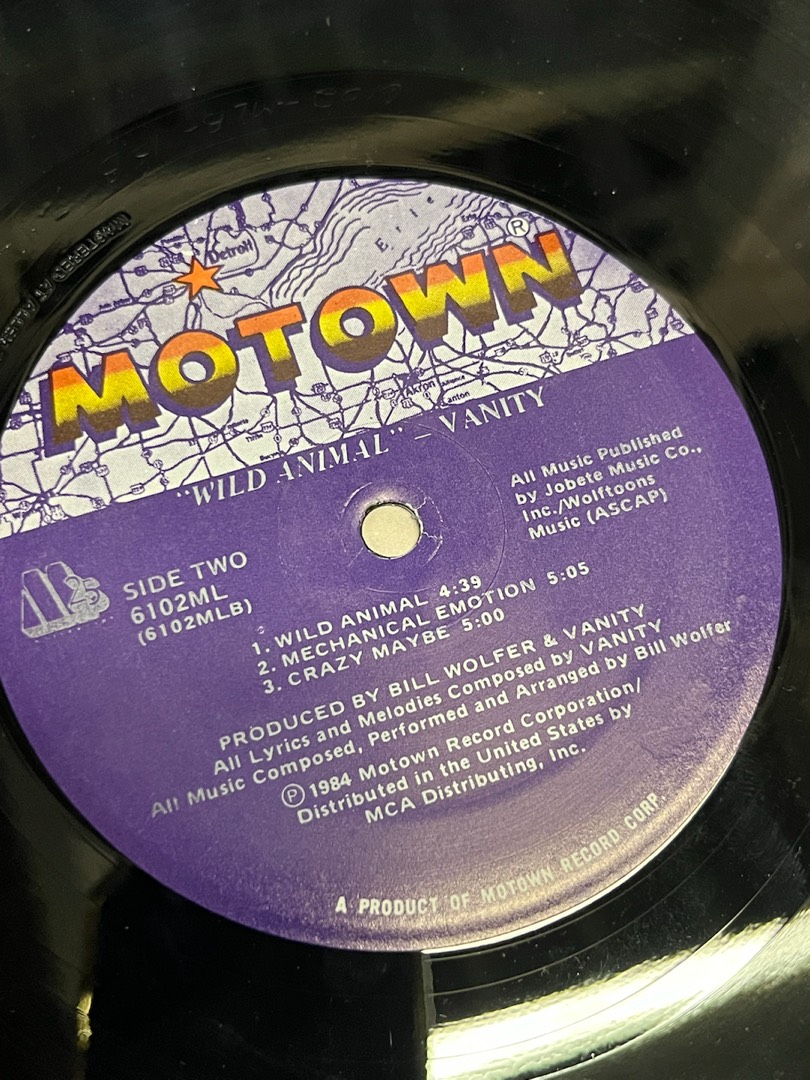 MASTERED AT
Detroit
Erie
Erie
MOTOWN®
Akron
Canton
"WILD ANIMAL" – VANITY
All Music Published
by Jobete Music Co.,
Inc./Wolftoons
Music (ASCAP)
M 25
SIDE TWO
6102ML
(6102MLB)
1. WILD ANIMAL 4:39
2. MECHANICAL EMOTION 5:05
3. CRAZY MAYBE 5:00
PRODUCED BY BILL WOLFER & VANITY
All Lyrics and Melodies Composed by VANITY
All Music Composed, Performed and Arranged by Bill Wolfer
℗ 1984 Motown Record Corporation/
Distributed in the United States by
MCA Distributing, Inc.
A PRODUCT OF MOTOWN RECORD CORP.